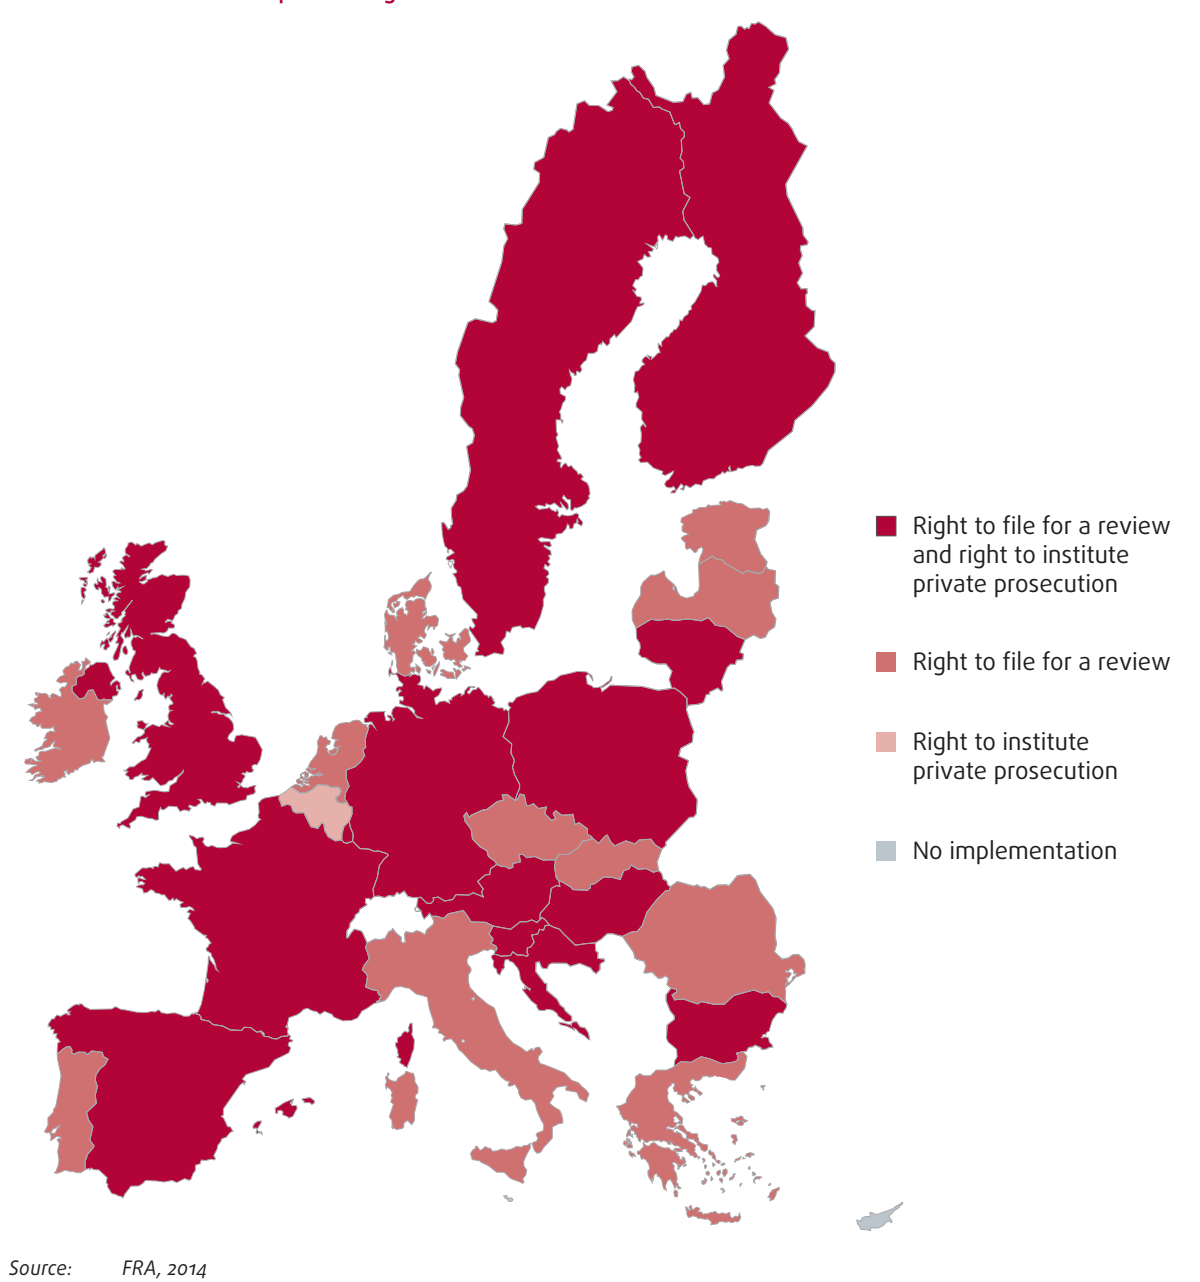 Right to file for a review
and right to institute
private prosecution
Right to file for a review
Right to institute
private prosecution
No implementation
Source: FRA, 2014